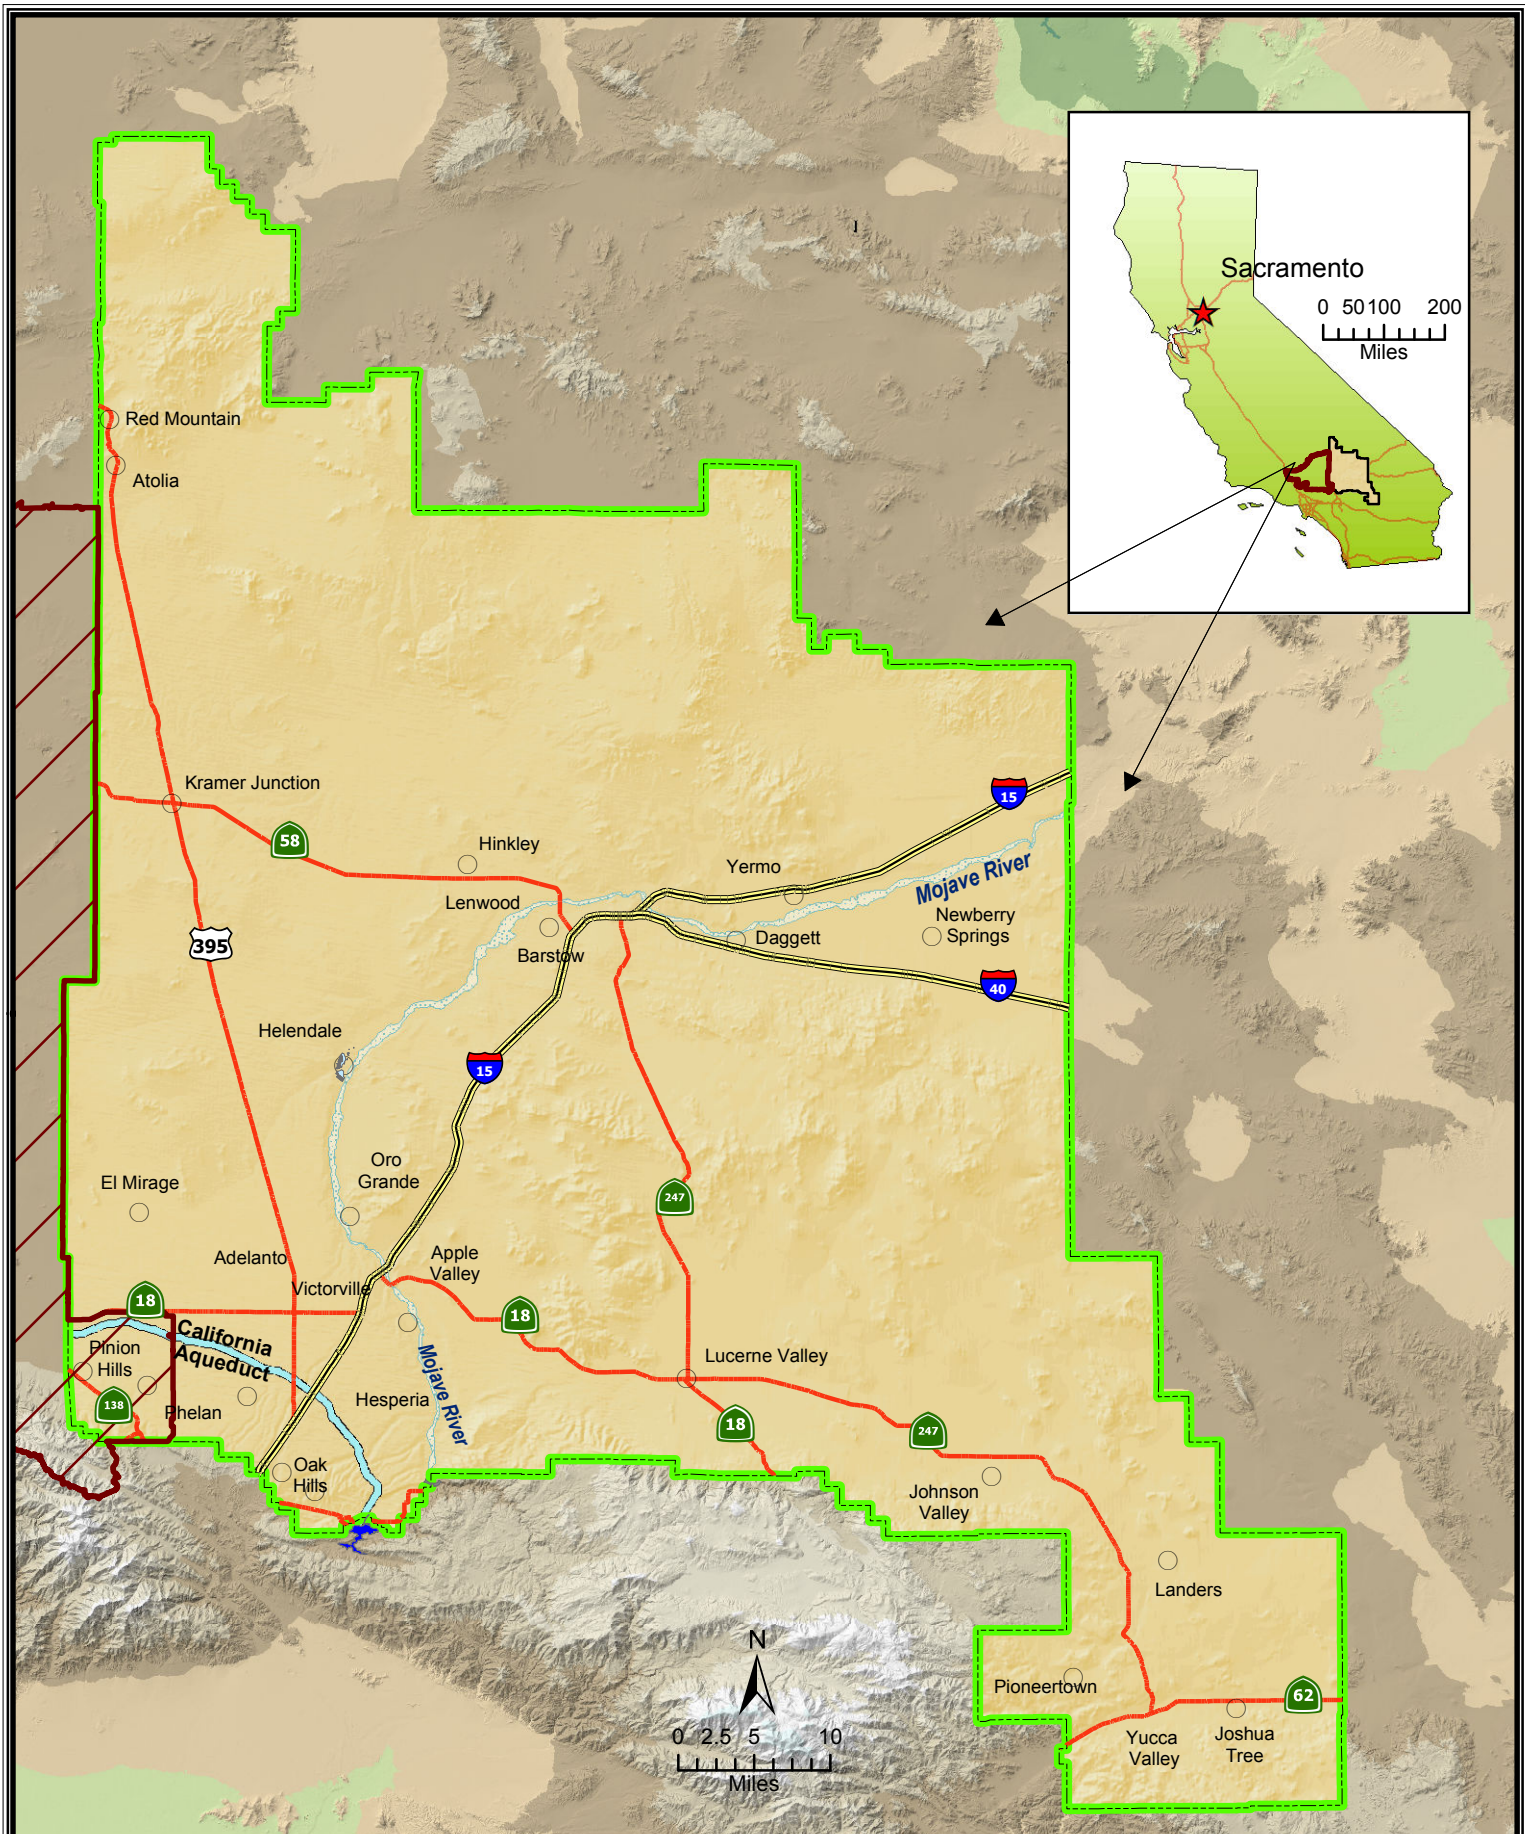 Sacramento
0 50 100 200
Miles
Red Mountain
Atolia
Kramer Junction
58
15
Hinkley
Yermo
Mojave River
Lenwood
Newberry
Springs
395
Daggett
Barstow
40
Helendale
15
Oro
Grande
El Mirage
247
Adelanto
Apple
Valley
Victorville
18
18
California
Aqueduct
Pinion
Hills
Mojave River
Lucerne Valley
138
Phelan
Hesperia
18
247
Oak
Hills
Johnson
Valley
Landers
N
Pioneertown
62
0 2.5 5 10
Miles
Yucca
Valley
Joshua
Tree